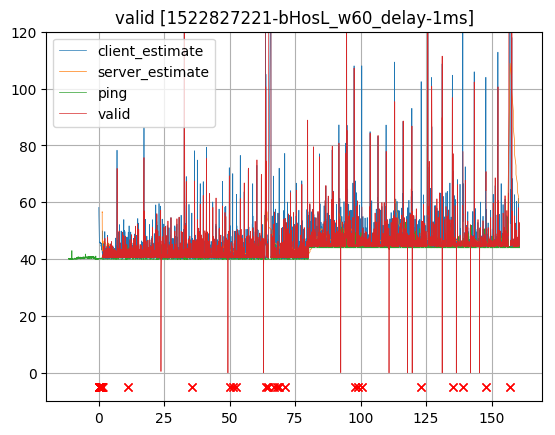 valid [1522827221-bHosL_w60_delay-1ms]
client_estimate
server_estimate
ping
valid
120
100
80
60
40
20
0
0 25 50 75 100 125 150